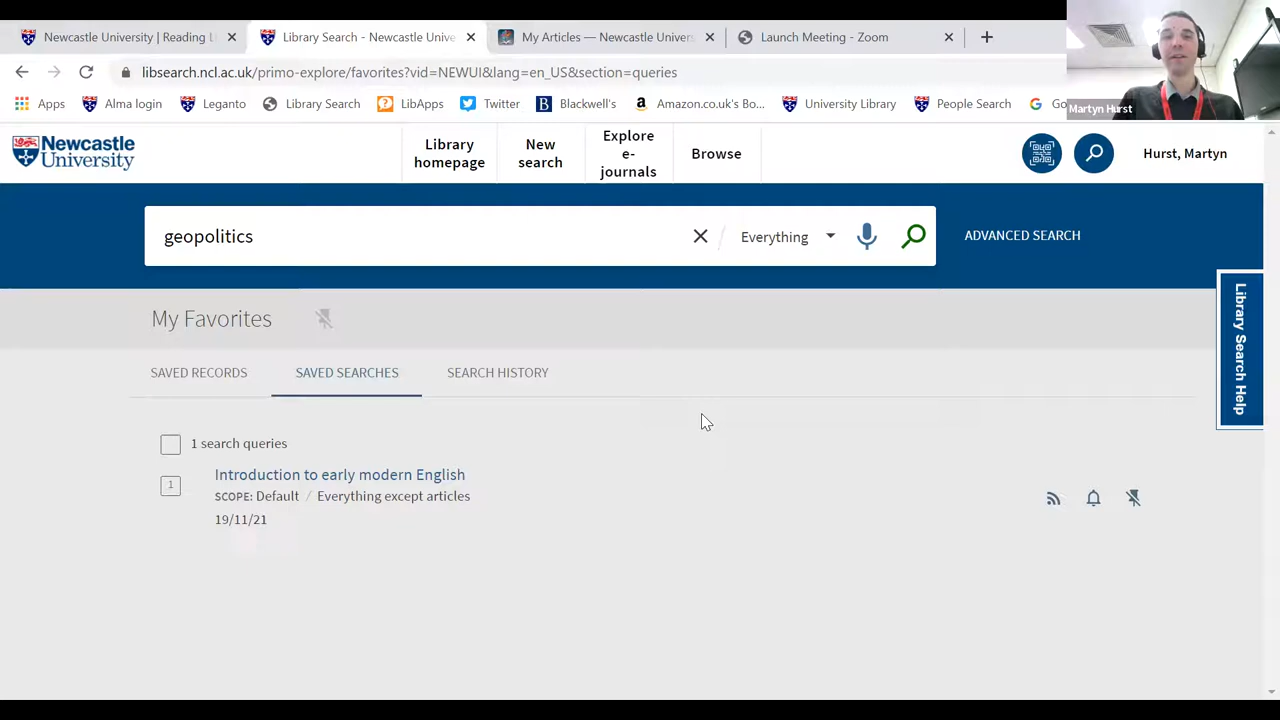 Newcastle University | Reading L
Library Search - Newcastle Unive
My Articles — Newcastle Univers
Launch Meeting - Zoom
libsearch.ncl.ac.uk/primo-explore/favorites?vid=NEWUI&lang=en_US&section=queries
Apps
Alma login
Leganto
Library Search
LibApps
Twitter
Blackwell's
Amazon.co.uk's Bo...
University Library
People Search
Go
Martyn Hurst
Newcastle
University
Library
homepage
New
search
Explore
e-
journals
Browse
Hurst, Martyn
geopolitics
Everything
ADVANCED SEARCH
Library Search Help
My Favorites
SAVED RECORDS
SAVED SEARCHES
SEARCH HISTORY
1 search queries
1
Introduction to early modern English
SCOPE: Default / Everything except articles
19/11/21